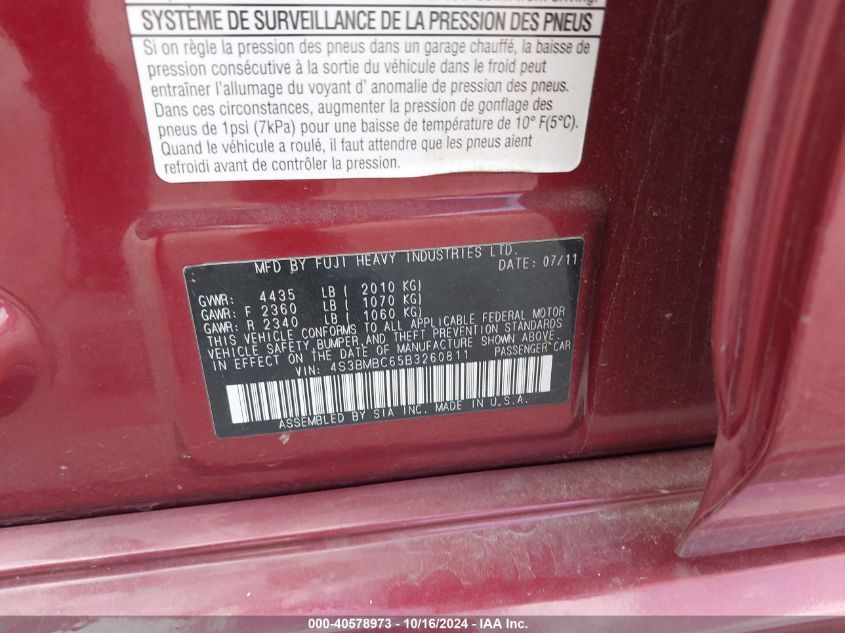 from driving.
SYSTÈME DE SURVEILLANCE DE LA PRESSION DES PNEUS
Si on règle la pression des pneus dans un garage chauffé, la baisse de
pression consécutive à la sortie du véhicule dans le froid peut
entraîner l'allumage du voyant d' anomalie de pression des pneus.
Dans ces circonstances, augmenter la pression de gonflage des
pneus de 1psi (7kPa) pour une baisse de température de 10° F(5°C).
Quand le véhicule a roulé, il faut attendre que les pneus aient
refroidi avant de contrôler la pression.
MFD BY FUJI HEAVY INDUSTRIES LTD.
DATE: 07/11
GVWR: 4435 LB ( 2010 KG)
GAWR: F 2360 LB ( 1070 KG)
GAWR: R 2340 LB ( 1060 KG)
THIS VEHICLE CONFORMS TO ALL APPLICABLE FEDERAL MOTOR
VEHICLE SAFETY, BUMPER, AND THEFT PREVENTION STANDARDS
IN EFFECT ON THE DATE OF MANUFACTURE SHOWN ABOVE.
VIN: 4S3BMBC65B3260811 PASSENGER CAR
ASSEMBLED BY SIA INC. MADE IN U.S.A.
000-40578973 - 10/16/2024 - IAA Inc.